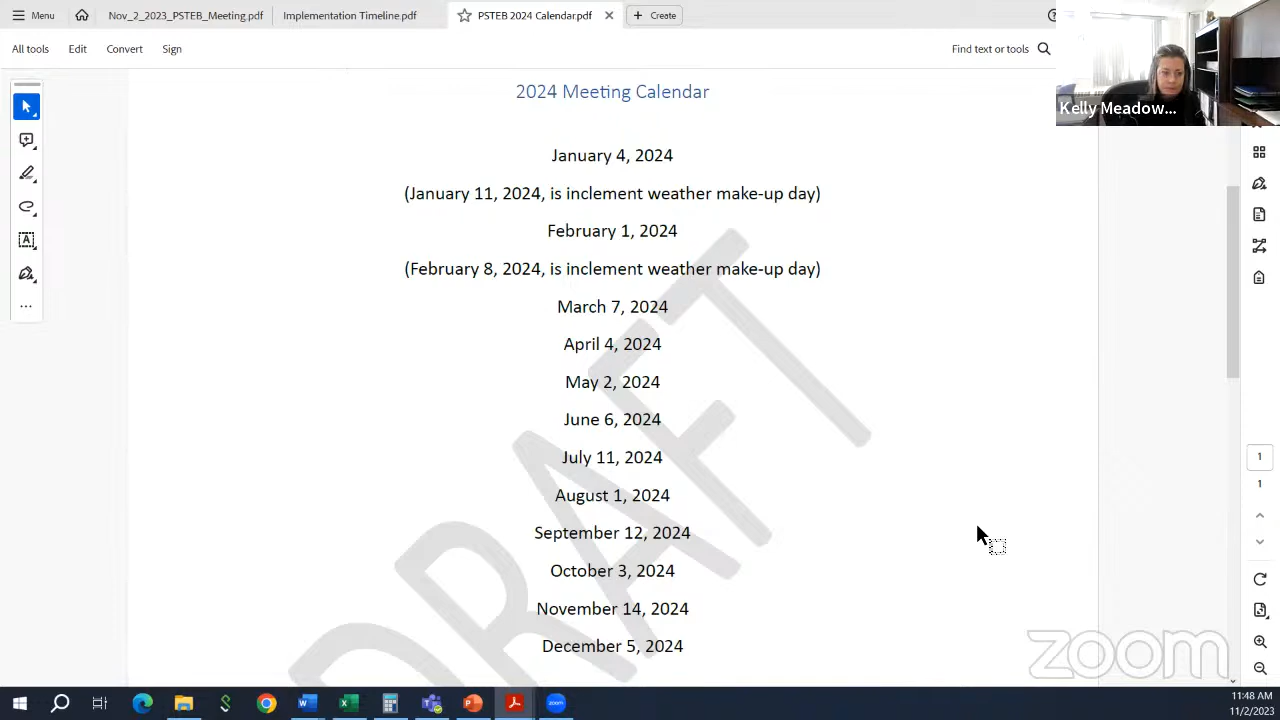 Menu
Nov_2_2023_PSTEB_Meeting.pdf
Implementation Timeline.pdf
PSTEB 2024 Calendar.pdf
Create
All tools
Edit
Convert
Sign
Find text or tools
Kelly Meadow...
2024 Meeting Calendar
January 4, 2024
(January 11, 2024, is inclement weather make-up day)
February 1, 2024
(February 8, 2024, is inclement weather make-up day)
March 7, 2024
April 4, 2024
May 2, 2024
June 6, 2024
July 11, 2024
August 1, 2024
September 12, 2024
October 3, 2024
November 14, 2024
December 5, 2024
DRAFT
1
1
zoom
zoom
11:48 AM
11/2/2023